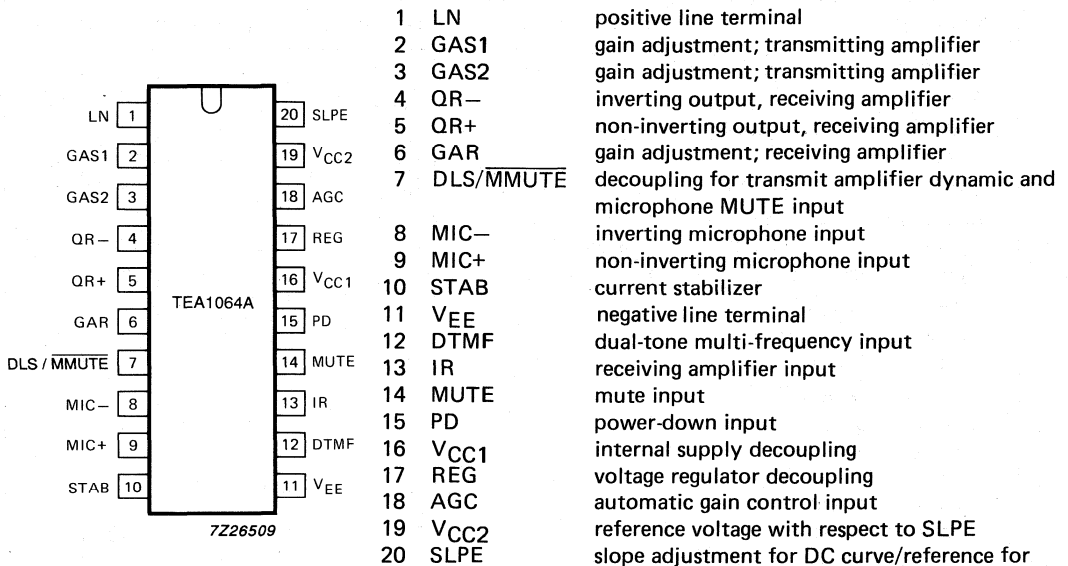 LN 1
GAS1 2
GAS2 3
QR− 4
QR+ 5
GAR 6
DLS / MMUTE 7
MIC− 8
MIC+ 9
STAB 10
TEA1064A
20 SLPE
19 VCC2
18 AGC
17 REG
16 VCC1
15 PD
14 MUTE
13 IR
12 DTMF
11 VEE
7Z26509
1 LN positive line terminal
2 GAS1 gain adjustment; transmitting amplifier
3 GAS2 gain adjustment; transmitting amplifier
4 QR− inverting output, receiving amplifier
5 QR+ non-inverting output, receiving amplifier
6 GAR gain adjustment; receiving amplifier
7 DLS/MMUTE decoupling for transmit amplifier dynamic and
microphone MUTE input
8 MIC− inverting microphone input
9 MIC+ non-inverting microphone input
10 STAB current stabilizer
11 VEE negative line terminal
12 DTMF dual-tone multi-frequency input
13 IR receiving amplifier input
14 MUTE mute input
15 PD power-down input
16 VCC1 internal supply decoupling
17 REG voltage regulator decoupling
18 AGC automatic gain control input
19 VCC2 reference voltage with respect to SLPE
20 SLPE slope adjustment for DC curve/reference for